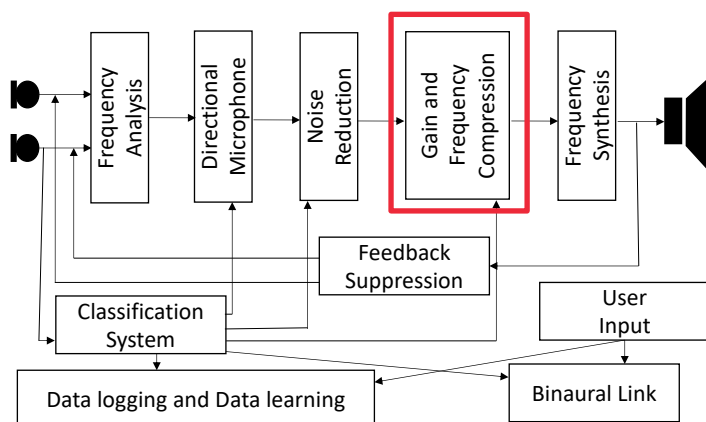 Frequency
Analysis
Directional
Microphone
Noise
Reduction
Gain and
Frequency
Compression
Frequency
Synthesis
Feedback
Suppression
Classification
System
User
Input
Data logging and Data learning
Binaural Link